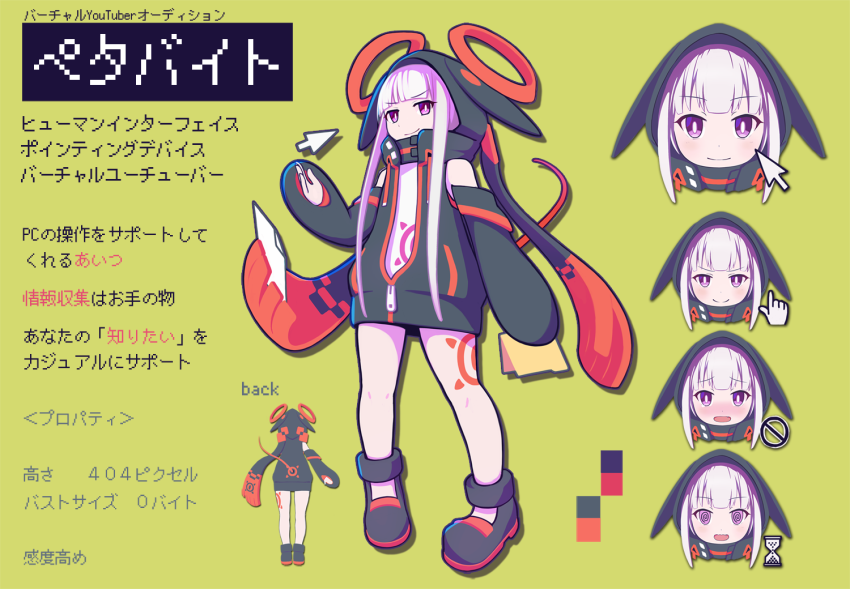 バーチャルYouTuberオーディション
ペタバイト
ヒューマンインターフェイス
ポインティングデバイス
バーチャルユーチューバー
PCの操作をサポートして
くれるあいつ
情報収集はお手の物
あなたの「知りたい」を
カジュアルにサポート
back
＜プロパティ＞
高さ　４０４ピクセル
バストサイズ　０バイト
感度高め